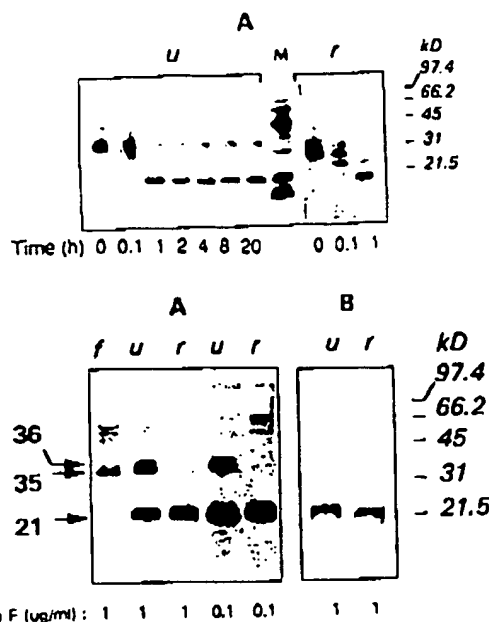 A
u M r kD
97.4
66.2
45
31
21.5
Time (h) 0 0.1 1 2 4 8 20 0 0.1 1
A B
f u r u r u r kD
97.4
66.2
36 45
35 31
21 21.5
F (ug/ml) : 1 1 1 0.1 0.1 1 1